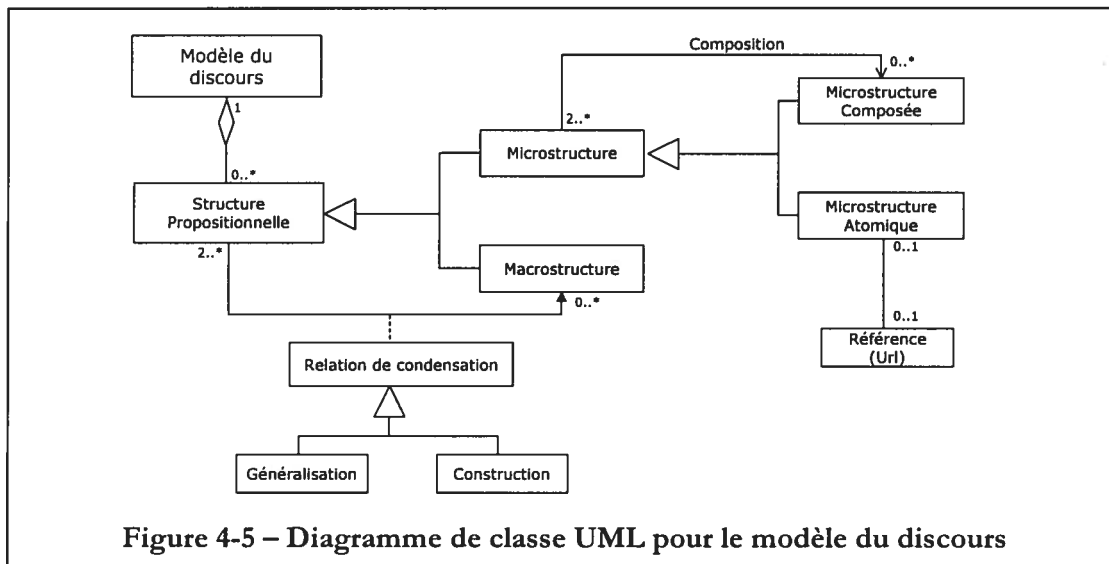 Modèle du
discours
1
0..*
Structure
Propositionnelle
2..*
Composition
0..*
2..*
Microstructure
Microstructure
Composée
Microstructure
Atomique
0..1
0..1
Référence
(Url)
Macrostructure
0..*
Relation de condensation
Généralisation
Construction
Figure 4-5 – Diagramme de classe UML pour le modèle du discours